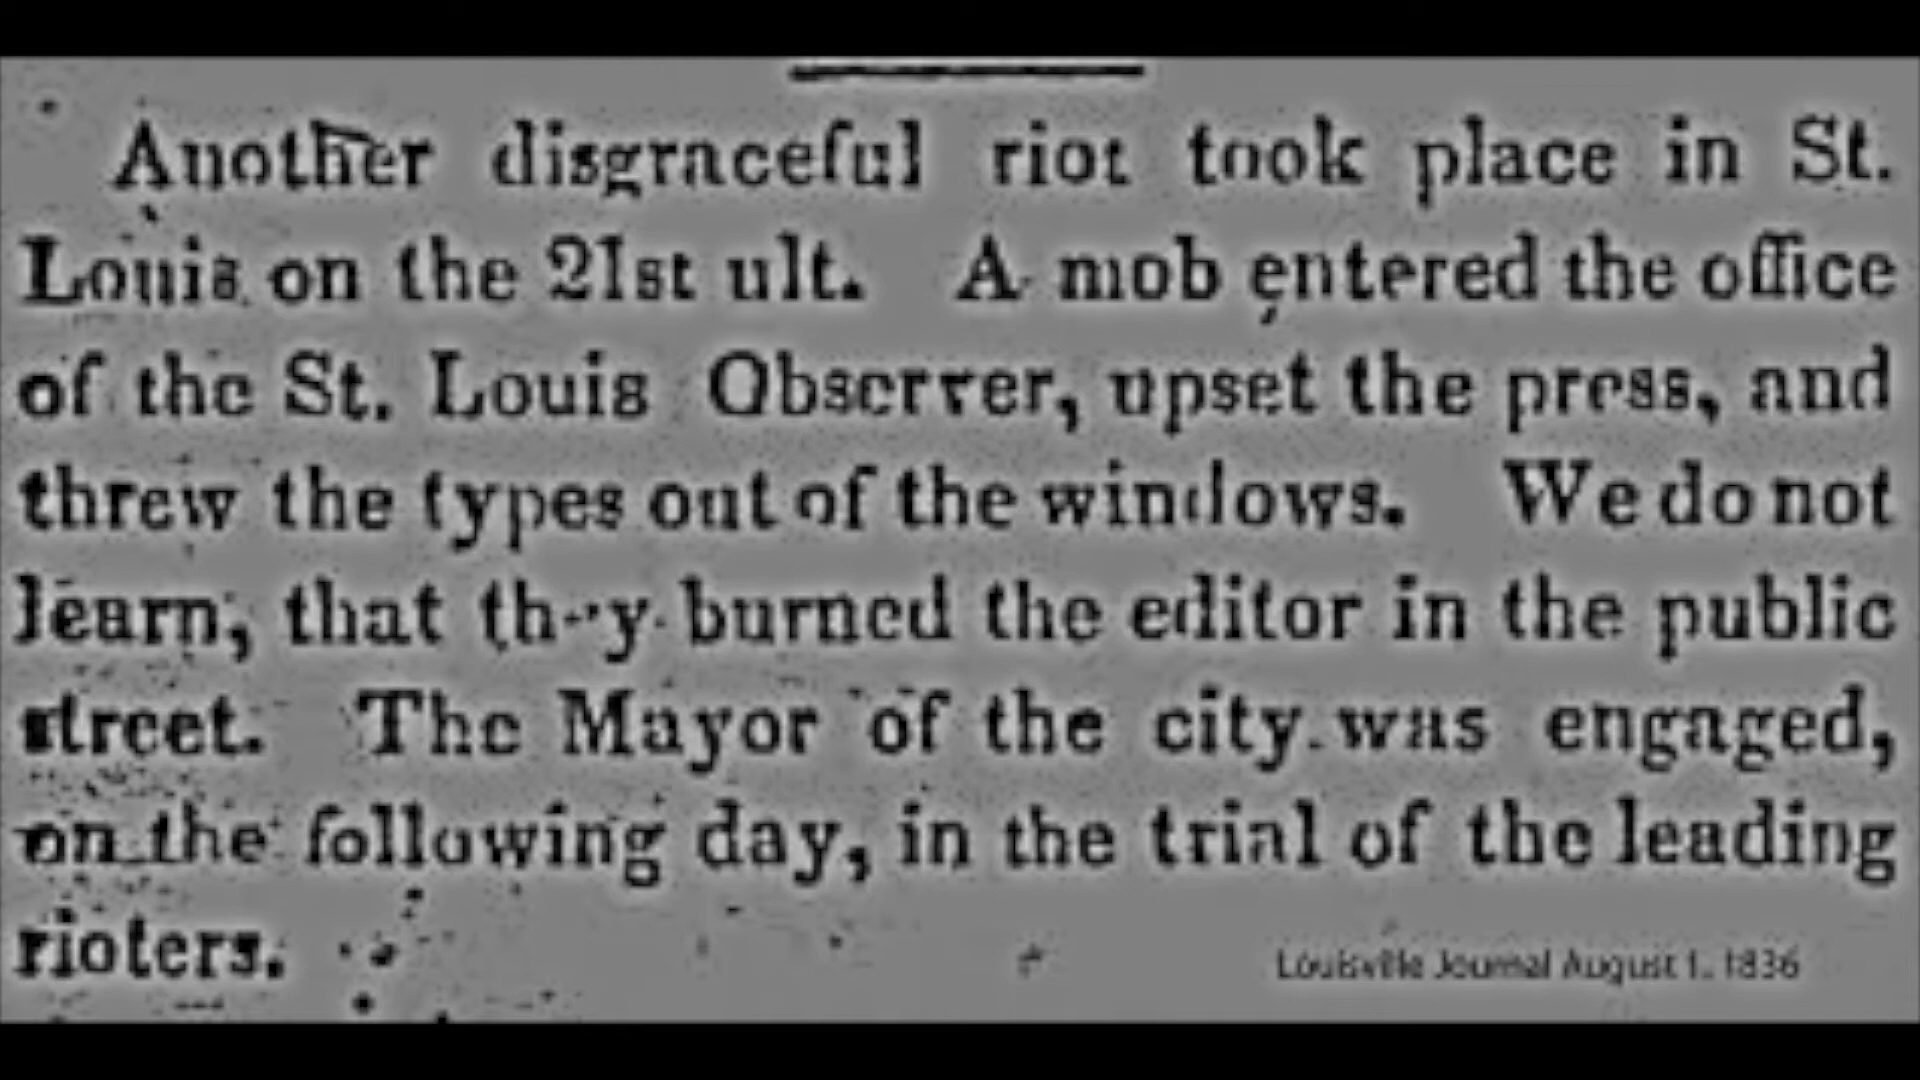 Another disgraceful riot took place in St.
Louis on the 21st ult. A mob entered the office
of the St. Louis Observer, upset the press, and
threw the types out of the windows. We do not
learn, that they burned the editor in the public
street. The Mayor of the city was engaged,
on the following day, in the trial of the leading
rioters.
Louisville Journal August 1, 1836